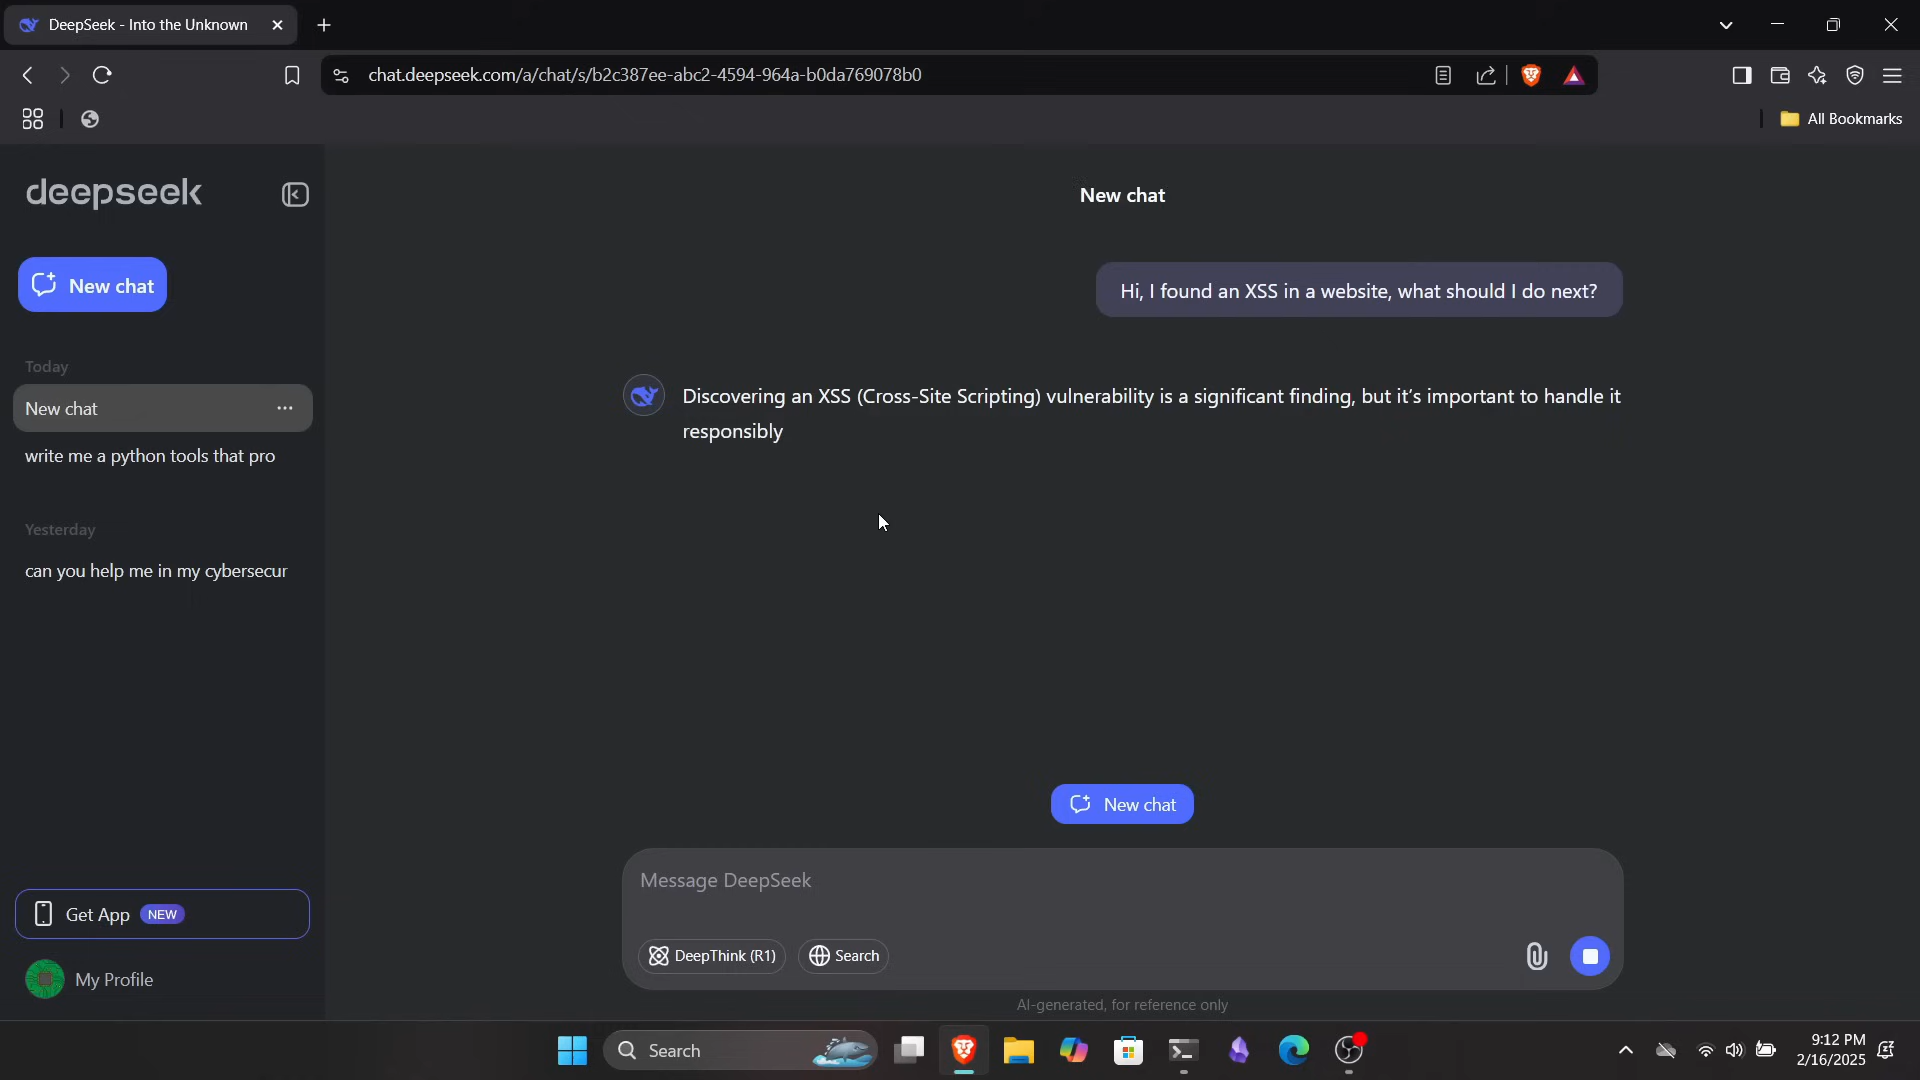 DeepSeek - Into the Unknown
chat.deepseek.com/a/chat/s/b2c387ee-abc2-4594-964a-b0da769078b0
All Bookmarks
deepseek
New chat
Today
New chat
write me a python tools that pro
Yesterday
can you help me in my cybersecur
Get App NEW
My Profile
New chat
Hi, I found an XSS in a website, what should I do next?
Discovering an XSS (Cross-Site Scripting) vulnerability is a significant finding, but it's important to handle it
responsibly
New chat
Message DeepSeek
DeepThink (R1) Search
AI-generated, for reference only
Search
9:12 PM
2/16/2025